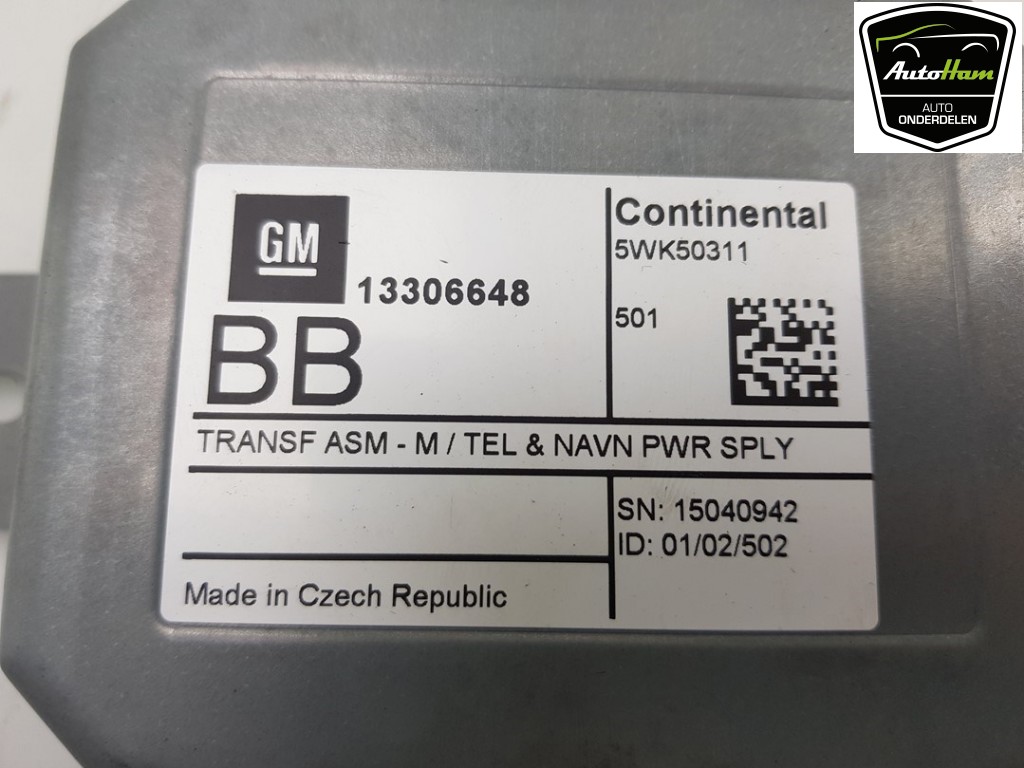 AutoHam
AUTO
ONDERDELEN
GM
13306648
BB
Continental
5WK50311
501
TRANSF ASM - M / TEL & NAVN PWR SPLY
SN: 15040942
ID: 01/02/502
Made in Czech Republic